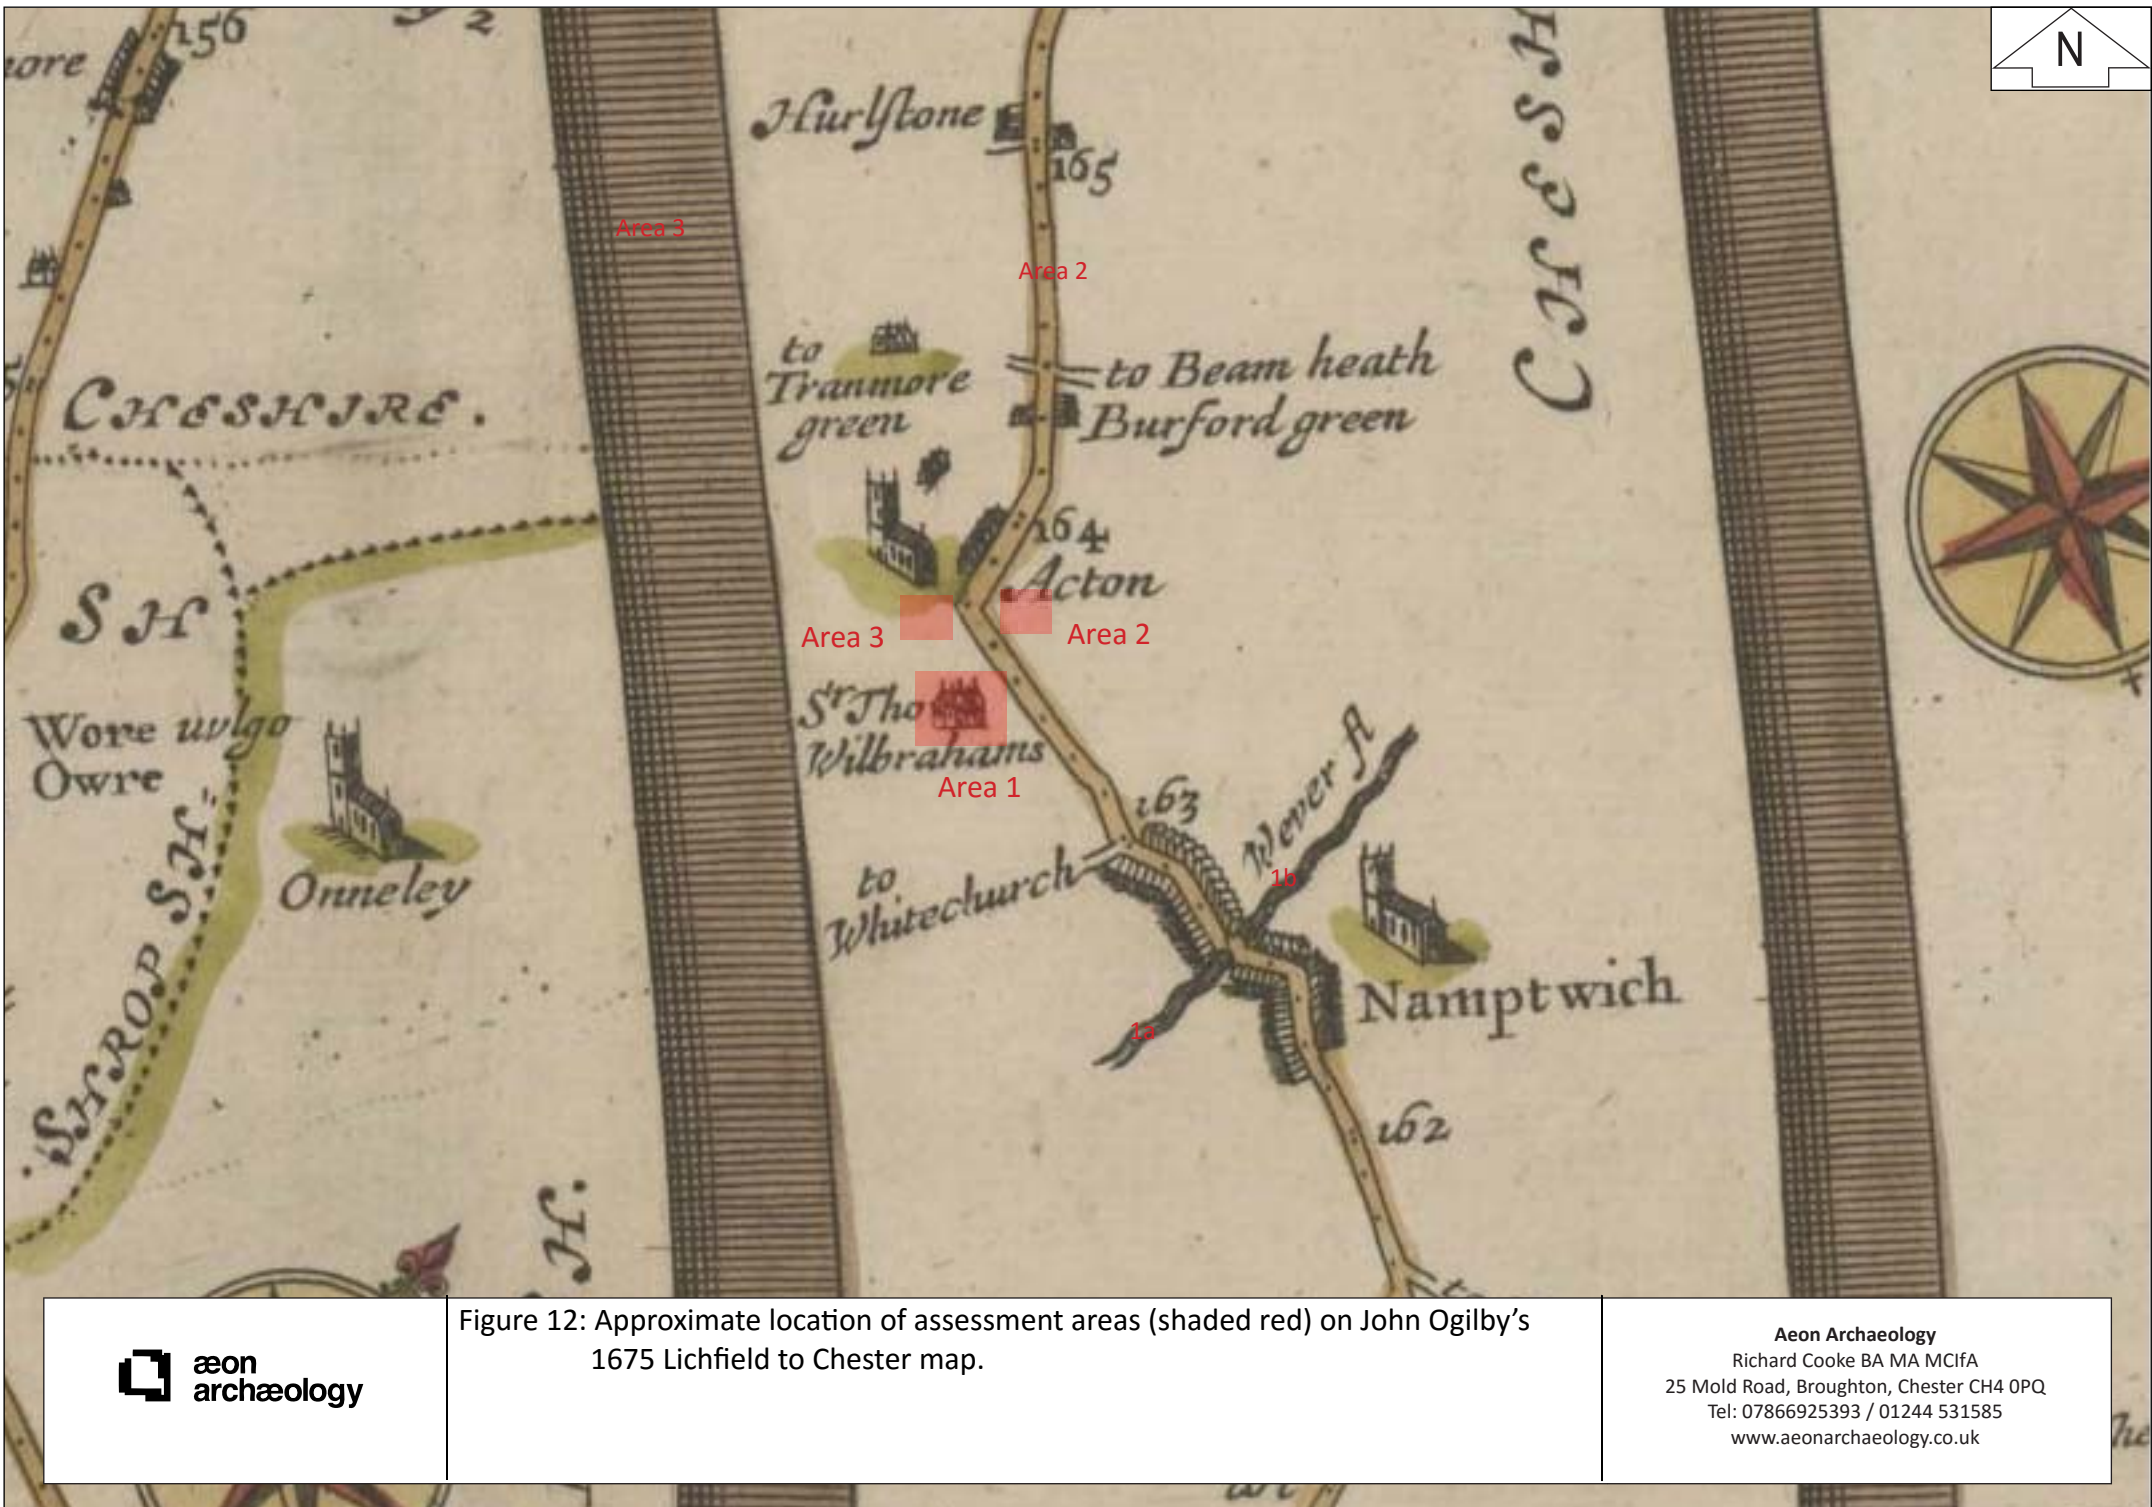 156
N
Hurlſtone
165
Area 3
Area 2
CHESH
to
Tranmore
green
to Beam heath
Burford green
CHESHIRE.
164
Acton
SH
Area 3
Area 2
Sr Tho
Wilbrahams
Area 1
Wore uvlgo
Owre
163
Wever R
1b
to
Whitechurch
Onneley
Namptwich
1a
SHROP SH
162
H.
to
æon
archæology
Figure 12: Approximate location of assessment areas (shaded red) on John Ogilby’s
1675 Lichfield to Chester map.
Aeon Archaeology
Richard Cooke BA MA MCIfA
25 Mold Road, Broughton, Chester CH4 0PQ
Tel: 07866925393 / 01244 531585
www.aeonarchaeology.co.uk